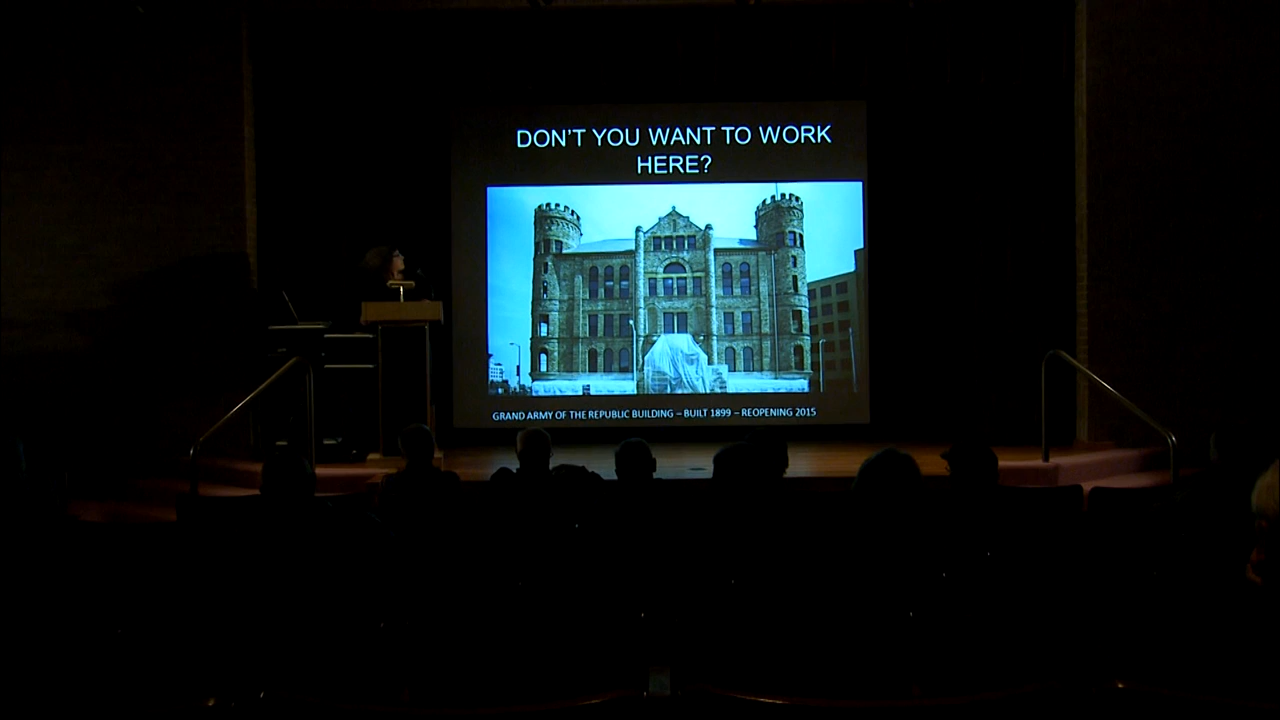 DON'T YOU WANT TO WORK
HERE?
GRAND ARMY OF THE REPUBLIC BUILDING – BUILT 1899 – REOPENING 2015